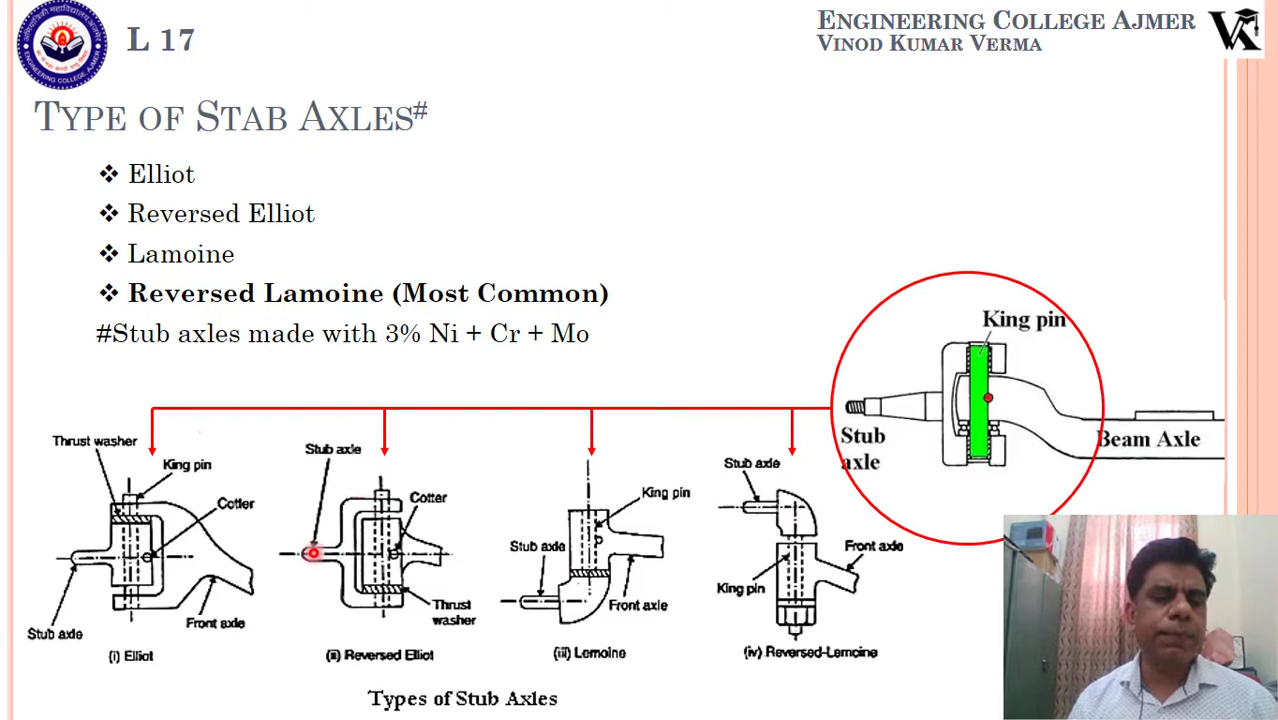 L 17
ENGINEERING COLLEGE AJMER
VINOD KUMAR VERMA
TYPE OF STAB AXLES#
Elliot
Reversed Elliot
Lamoine
Reversed Lamoine (Most Common)
#Stub axles made with 3% Ni + Cr + Mo
King pin
Stub axle
Beam Axle
Thrust washer
King pin
Cotter
Stub axle
Front axle
(i) Elliot
Stub axle
Cotter
Thrust washer
(ii) Reversed Elliot
King pin
Stub axle
Front axle
(iii) Lemoine
Stub axle
Front axle
King pin
(iv) Reversed-Lemoine
Types of Stub Axles